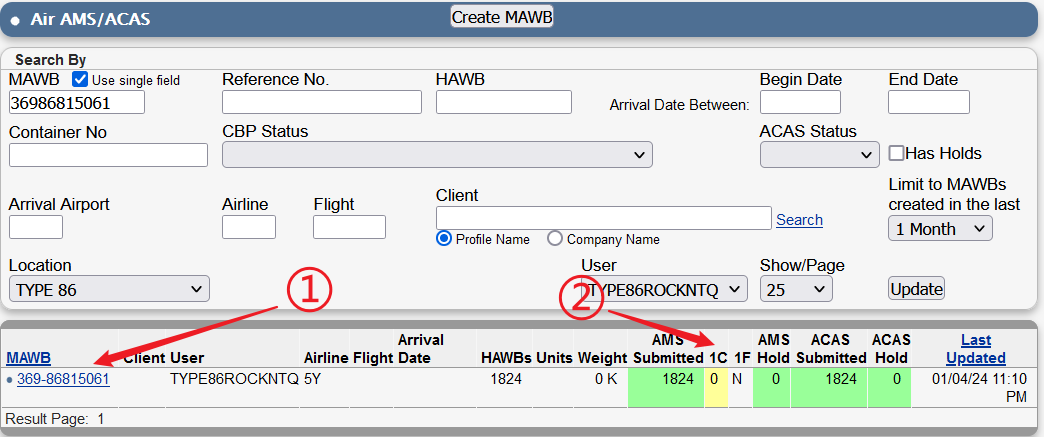 Air AMS/ACAS Create MAWB
Search By
MAWB Use single field Reference No. HAWB Begin Date End Date
36986815061 Arrival Date Between:
Container No CBP Status ACAS Status
Has Holds
Limit to MAWBs
Arrival Airport Airline Flight Client created in the last
Search 1 Month
Profile Name Company Name
Location User Show/Page
TYPE 86 TYPE86ROCKNTQ 25 Update
① ②
Arrival AMS AMS ACAS ACAS Last
MAWB Client User Airline Flight Date HAWBs Units Weight Submitted 1C 1F Hold Submitted Hold Updated
369-86815061 TYPE86ROCKNTQ 5Y 1824 0 K 1824 0 N 0 1824 0 01/04/24 11:10
PM
Result Page: 1